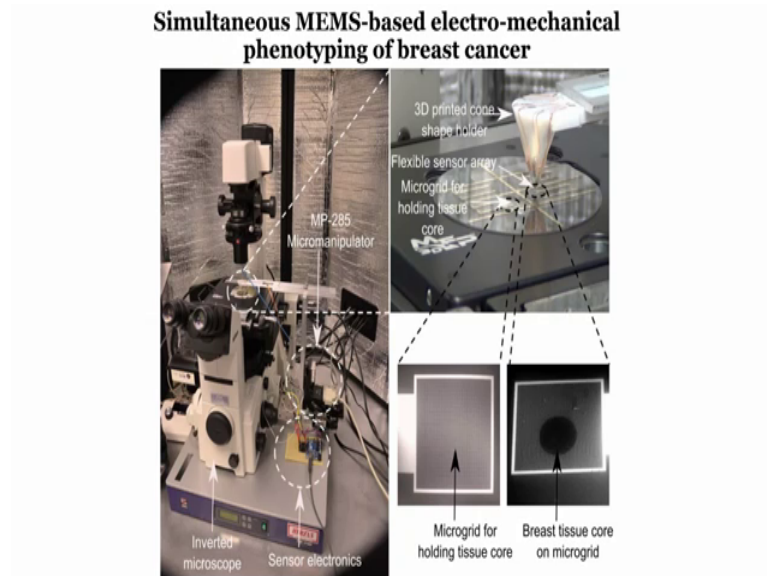 Simultaneous MEMS-based electro-mechanical
phenotyping of breast cancer
3D printed cone
shape holder
Flexible sensor array
Microgrid for
holding tissue
core
MP-285
Micromanipulator
Inverted
microscope
Sensor electronics
Microgrid for
holding tissue core
Breast tissue core
on microgrid